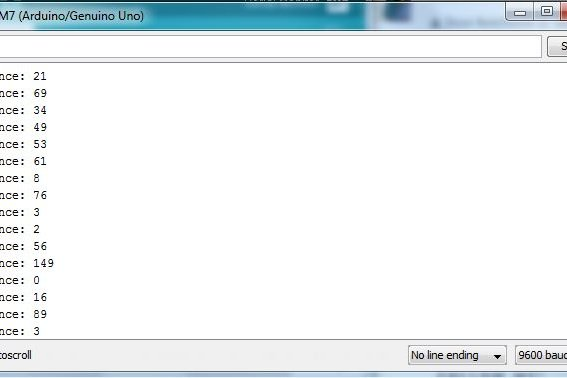 M7 (Arduino/Genuino Uno)
S
nce: 21
nce: 69
nce: 34
nce: 49
nce: 53
nce: 61
nce: 8
nce: 76
nce: 3
nce: 2
nce: 56
nce: 149
nce: 0
nce: 16
nce: 89
nce: 3
toscroll
No line ending
9600 baud